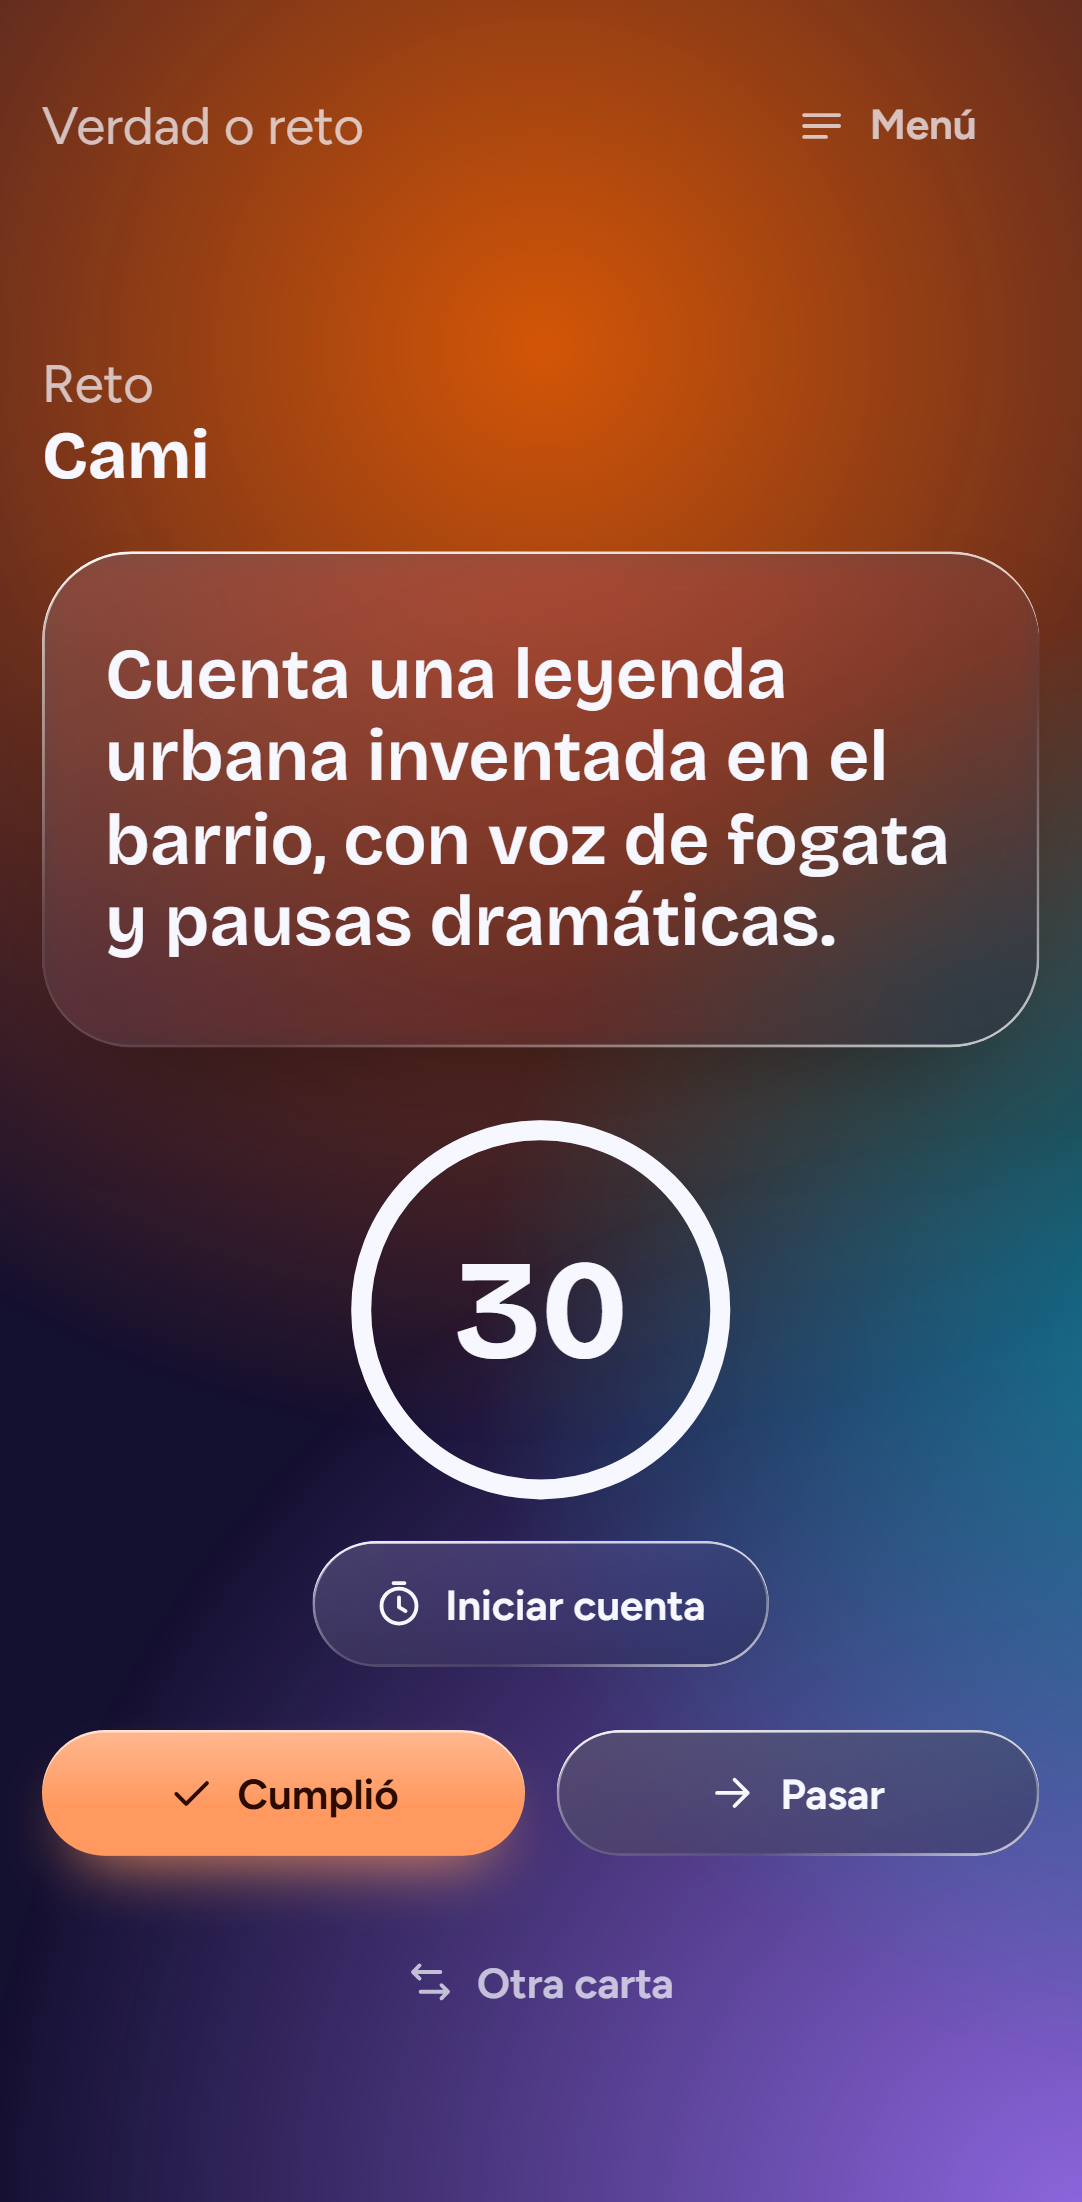 Verdad o reto
Menú
Reto
Cami
Cuenta una leyenda
urbana inventada en el
barrio, con voz de fogata
y pausas dramáticas.
30
Iniciar cuenta
Cumplió
Pasar
Otra carta